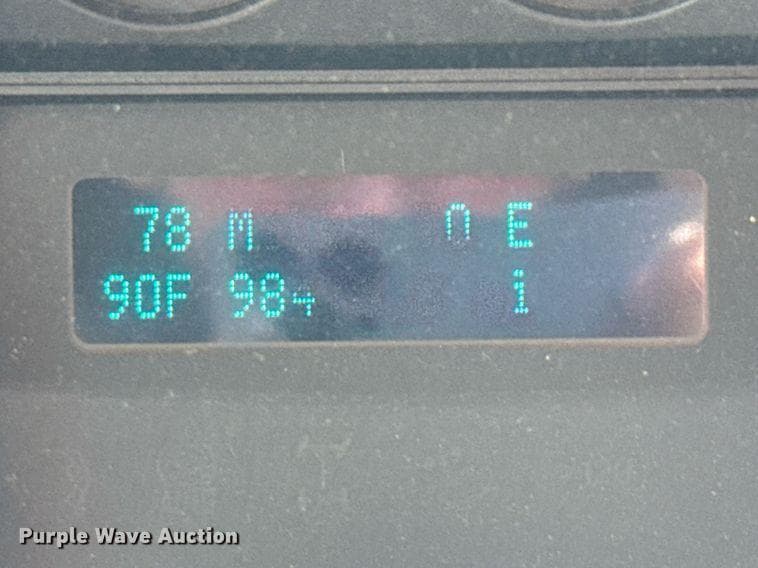 78 M 0 E
90F 98 1
Purple Wave Auction